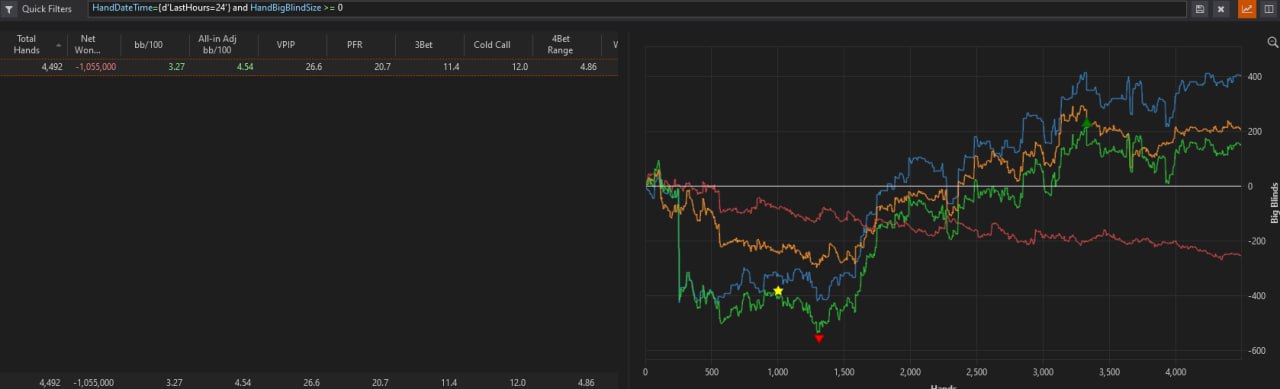 Quick Filters HandDateTime={d'LastHours=24'} and HandBigBlindSize >= 0
Total Hands Net Won... bb/100 All-in Adj bb/100 VPIP PFR 3Bet Cold Call 4Bet Range
4,492 -1,055,000 3.27 4.54 26.6 20.7 11.4 12.0 4.86
4,492 -1,055,000 3.27 4.54 26.6 20.7 11.4 12.0 4.86
400
200
0
-200
-400
-600
Big Blinds
0 500 1,000 1,500 2,000 2,500 3,000 3,500 4,000
Hands